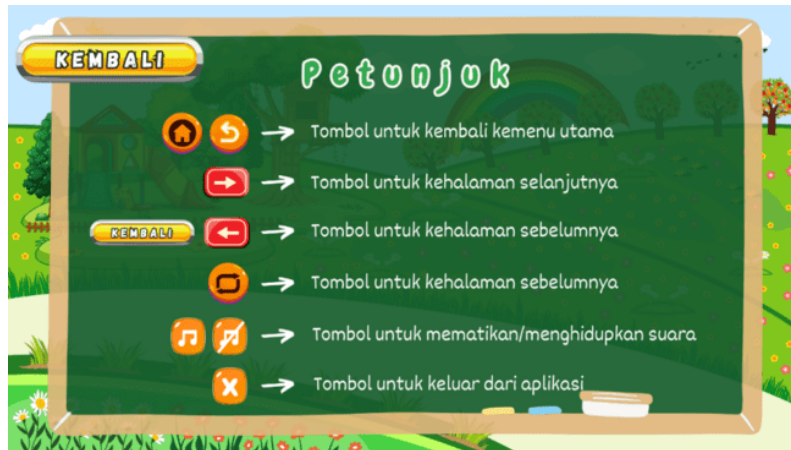 KEMBALI
Petunjuk
Tombol untuk kembali kemenu utama
Tombol untuk kehalaman selanjutnya
KEMBALI
Tombol untuk kehalaman sebelumnya
Tombol untuk kehalaman sebelumnya
Tombol untuk mematikan/menghidupkan suara
Tombol untuk keluar dari aplikasi